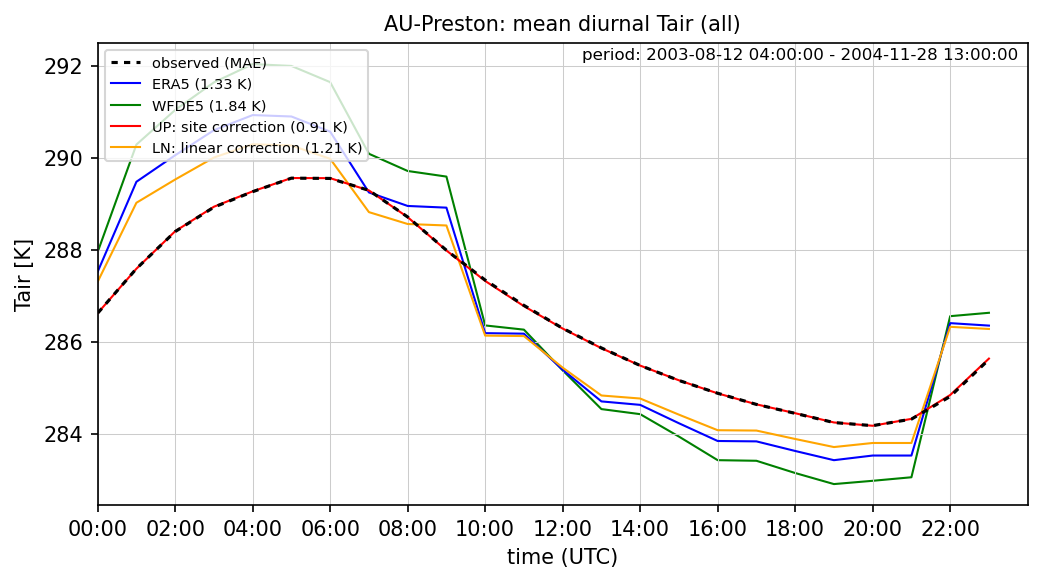 AU-Preston: mean diurnal Tair (all)
period: 2003-08-12 04:00:00 - 2004-11-28 13:00:00
observed (MAE)
ERA5 (1.33 K)
WFDE5 (1.84 K)
UP: site correction (0.91 K)
LN: linear correction (1.21 K)
Tair [K]
292
290
288
286
284
00:00 02:00 04:00 06:00 08:00 10:00 12:00 14:00 16:00 18:00 20:00 22:00
time (UTC)